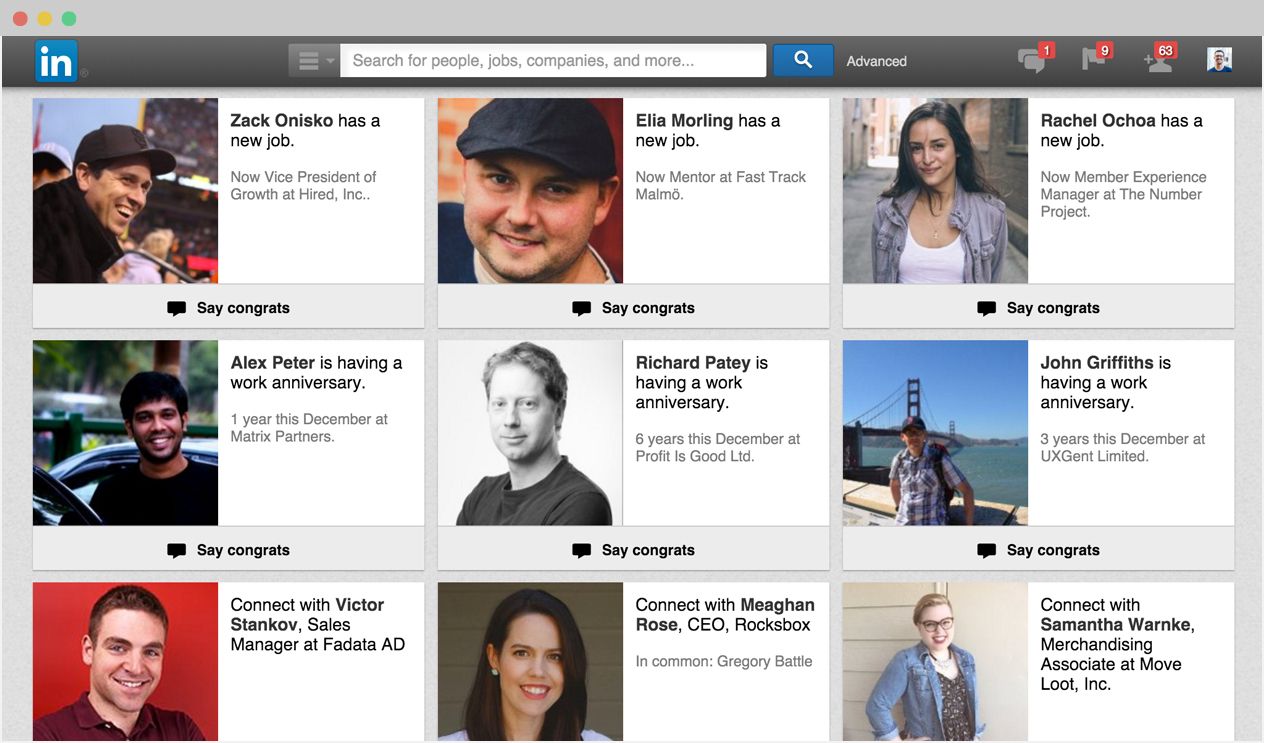 in
Search for people, jobs, companies, and more...
Advanced
1
9
63
Zack Onisko has a
new job.
Now Vice President of
Growth at Hired, Inc..
Say congrats
Elia Morling has a
new job.
Now Mentor at Fast Track
Malmö.
Say congrats
Rachel Ochoa has a
new job.
Now Member Experience
Manager at The Number
Project.
Say congrats
Alex Peter is having a
work anniversary.
1 year this December at
Matrix Partners.
Say congrats
Richard Patey is
having a work
anniversary.
6 years this December at
Profit Is Good Ltd.
Say congrats
John Griffiths is
having a work
anniversary.
3 years this December at
UXGent Limited.
Say congrats
Connect with Victor
Stankov, Sales
Manager at Fadata AD
Connect with Meaghan
Rose, CEO, Rocksbox
In common: Gregory Battle
Connect with
Samantha Warnke,
Merchandising
Associate at Move
Loot, Inc.